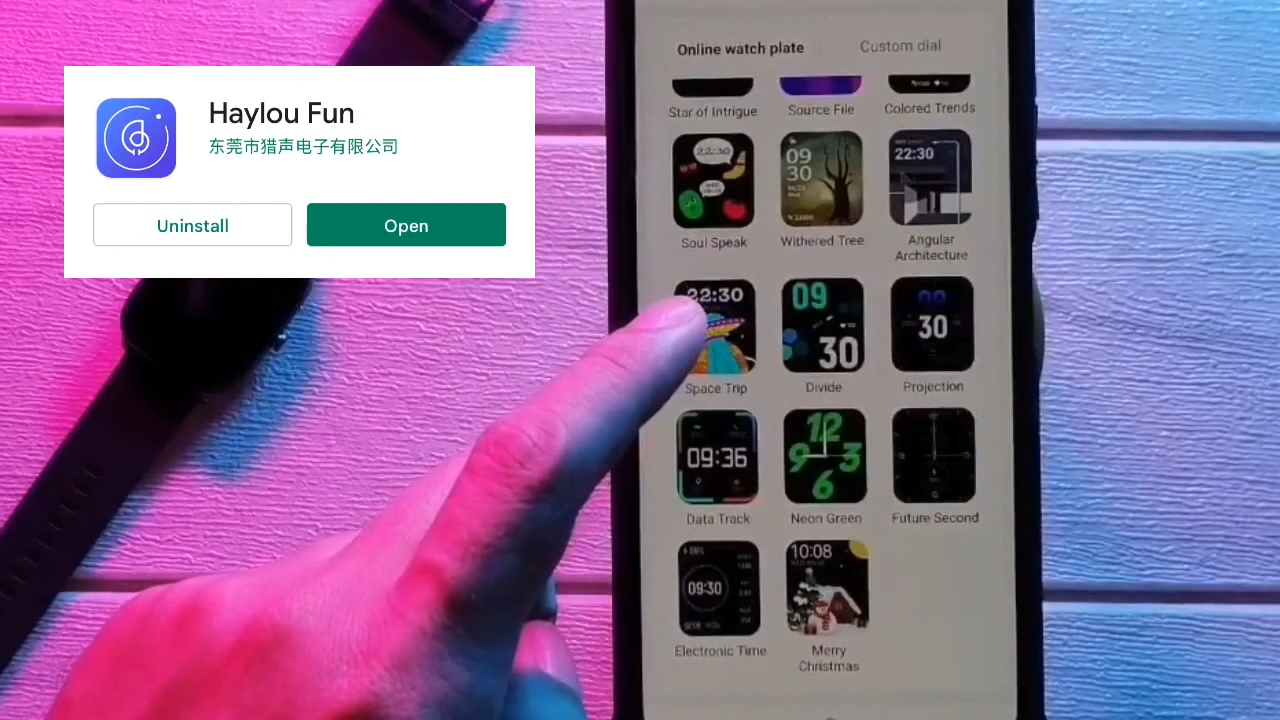 Haylou Fun
东莞市猎声电子有限公司
Uninstall
Open
Online watch plate
Custom dial
Star of Intrigue
Source File
Colored Trends
22:30
09
30
22:30
Soul Speak
Withered Tree
Angular
Architecture
22:30
09
30
09
30
Space Trip
Divide
Projection
09:36
12
9
3
6
Data Track
Neon Green
Future Second
09:30
10:08
Electronic Time
Merry
Christmas